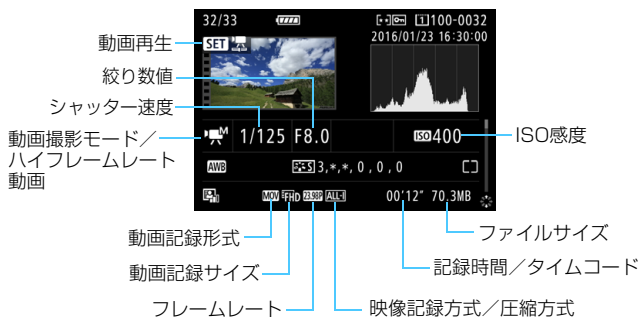 32/33 100-0032
動画再生 SET 2016/01/23 16:30:00
絞り数値
シャッター速度
動画撮影モード／
ハイフレームレート
動画
M 1/125 F8.0 ISO 400 ISO感度
AWB S 3,*,*,0,0,0
MOV FHD 23.98P ALL-I 00'12" 70.3MB
動画記録形式 ファイルサイズ
動画記録サイズ 記録時間／タイムコード
フレームレート 映像記録方式／圧縮方式